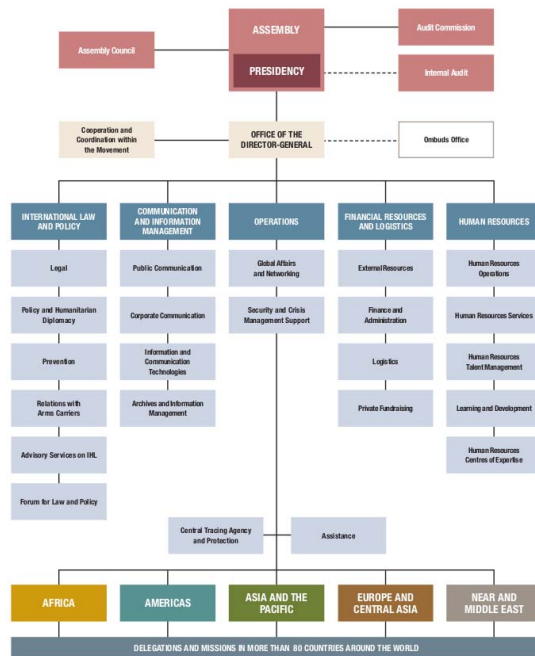 ASSEMBLY
Audit Commission
Assembly Council
PRESIDENCY
Internal Audit
Cooperation and
Coordination within
the Movement
OFFICE OF THE
DIRECTOR-GENERAL
Ombuds Office
INTERNATIONAL LAW
AND POLICY
COMMUNICATION
AND INFORMATION
MANAGEMENT
OPERATIONS
FINANCIAL RESOURCES
AND LOGISTICS
HUMAN RESOURCES
Legal
Public Communication
Global Affairs
and Networking
External Resources
Human Resources
Operations
Policy and Humanitarian
Diplomacy
Corporate Communication
Security and Crisis
Management Support
Finance and
Administration
Human Resources Services
Prevention
Information and
Communication
Technologies
Logistics
Human Resources
Talent Management
Relations with
Arms Carriers
Archives and Information
Management
Private Fundraising
Learning and Development
Advisory Services on IHL
Human Resources
Centres of Expertise
Forum for Law and Policy
Central Tracing Agency
and Protection
Assistance
AFRICA
AMERICAS
ASIA AND THE
PACIFIC
EUROPE AND
CENTRAL ASIA
NEAR AND
MIDDLE EAST
DELEGATIONS AND MISSIONS IN MORE THAN 80 COUNTRIES AROUND THE WORLD